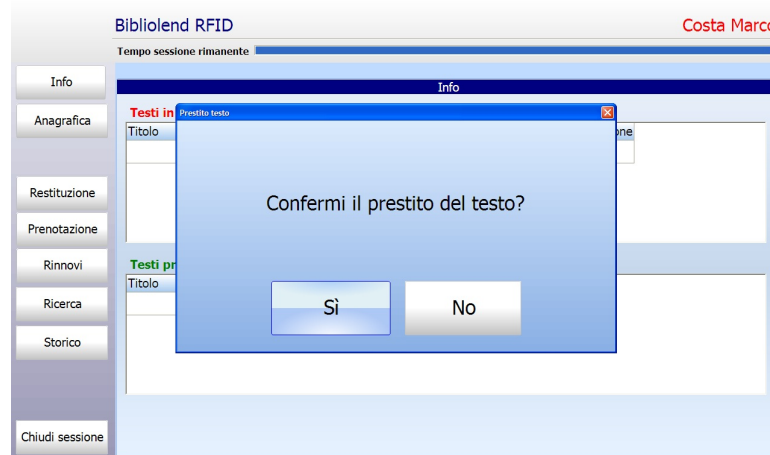 Bibliolend RFID
Costa Marco
Tempo sessione rimanente
Info
Info
Anagrafica
Testi in
Prestito testo
Titolo
one
Confermi il prestito del testo?
Restituzione
Prenotazione
Rinnovi
Testi pr
Titolo
Ricerca
Sì
No
Storico
Chiudi sessione